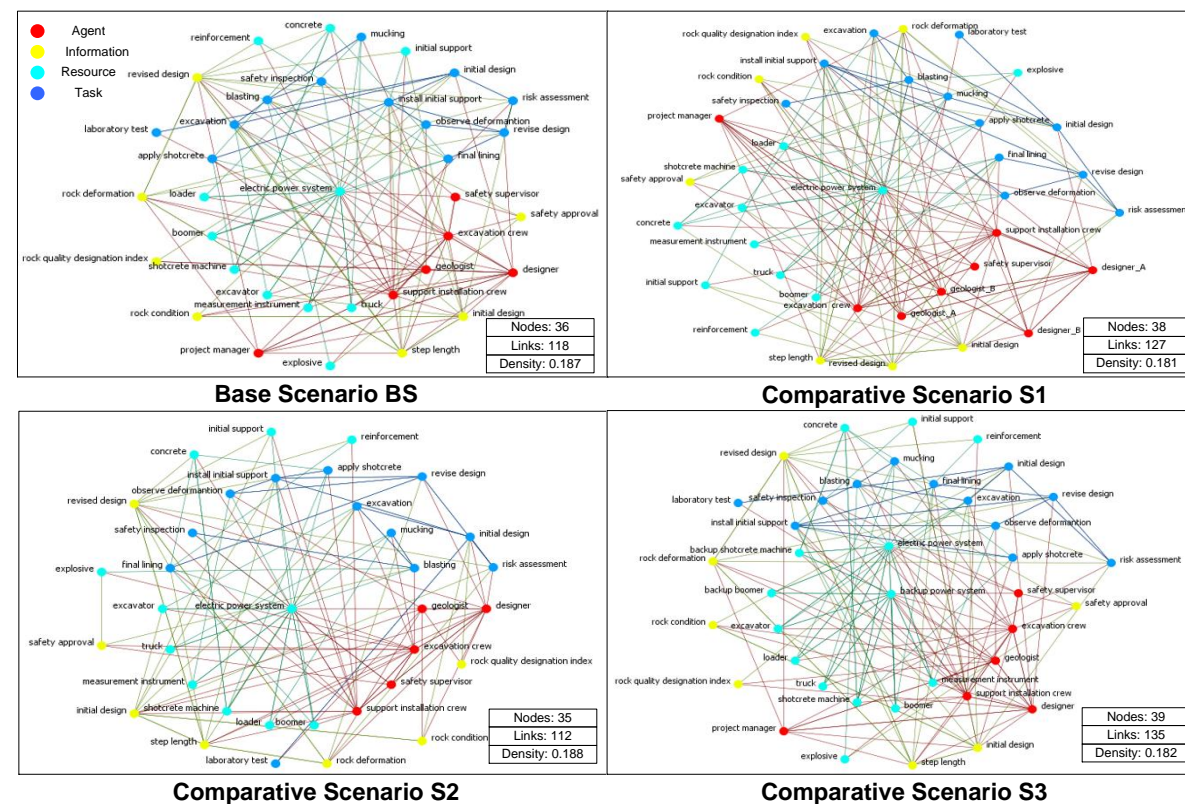 Agent
Information
Resource
Task
concrete
mucking
reinforcement
initial support
revised design
safety inspection
initial design
blasting
install initial support
risk assessment
excavation
observe deformantion
laboratory test
revise design
apply shotcrete
final lining
rock deformation
loader
electric power system
safety supervisor
safety approval
boomer
excavation crew
rock quality designation index
shotcrete machine
geologist
designer
excavator
support installation crew
measurement instrument
truck
rock condition
initial design
project manager
step length
explosive
Nodes: 36
Links: 118
Density: 0.187
Base Scenario BS
rock deformation
rock quality designation index
excavation
laboratory test
install initial support
explosive
rock condition
blasting
mucking
safety inspection
project manager
apply shotcrete
initial design
loader
final lining
shotcrete machine
revise design
safety approval
electric power system
observe deformation
excavator
risk assessment
concrete
support installation crew
measurement instrument
safety supervisor
designer_A
truck
initial support
geologist_B
boomer
excavation crew
geologist_A
reinforcement
designer_B
initial design
step length
revised design
Nodes: 38
Links: 127
Density: 0.181
Comparative Scenario S1
initial support
reinforcement
concrete
apply shotcrete
install initial support
revise design
observe deformantion
revised design
excavation
safety inspection
mucking
initial design
final lining
blasting
risk assessment
explosive
excavator
electric power system
geologist
designer
safety approval
truck
excavation crew
rock quality designation index
measurement instrument
safety supervisor
initial design
shotcrete machine
support installation crew
loader
boomer
step length
rock condition
laboratory test
rock deformation
Nodes: 35
Links: 112
Density: 0.188
Comparative Scenario S2
initial support
concrete
reinforcement
revised design
mucking
initial design
blasting
final lining
laboratory test
safety inspection
excavation
revise design
install initial support
observe deformantion
backup shotcrete machine
electric power system
rock deformation
apply shotcrete
risk assessment
backup boomer
backup power system
safety supervisor
safety approval
rock condition
excavator
excavation crew
loader
geologist
rock quality designation index
truck
measurement instrument
shotcrete machine
support installation crew
boomer
designer
project manager
initial design
explosive
step length
Nodes: 39
Links: 135
Density: 0.182
Comparative Scenario S3